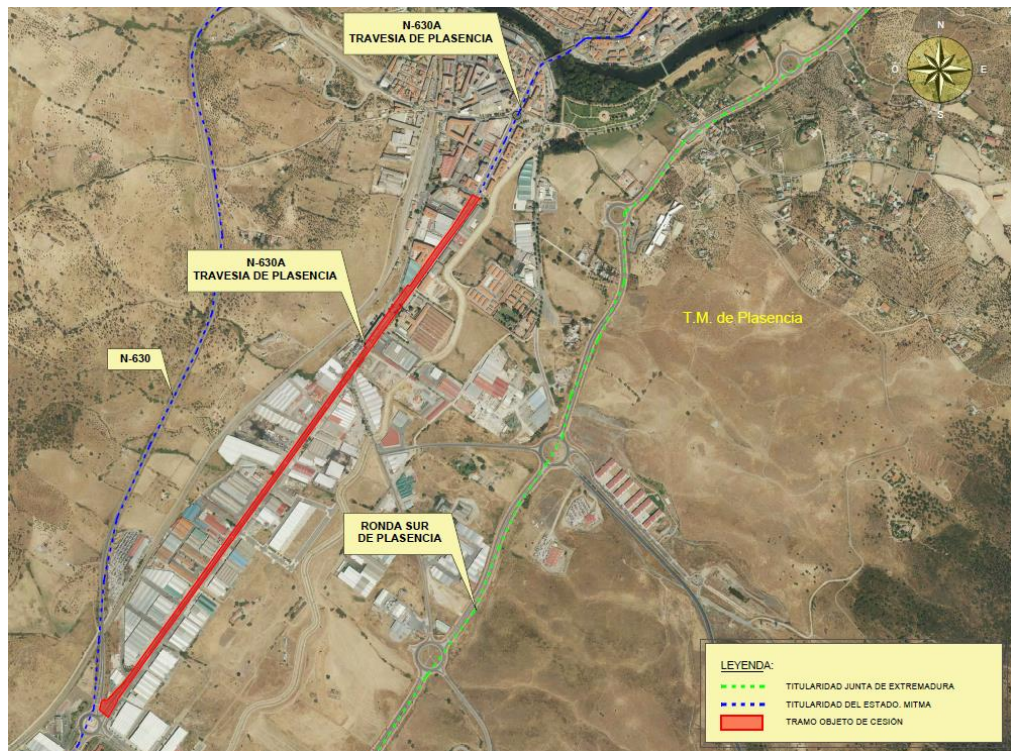 N-630A
TRAVESIA DE PLASENCIA
N
O
E
S
N-630A
TRAVESIA DE PLASENCIA
T.M. de Plasencia
N-630
RONDA SUR
DE PLASENCIA
LEYENDA:
TITULARIDAD JUNTA DE EXTREMADURA
TITULARIDAD DEL ESTADO. MITMA
TRAMO OBJETO DE CESIÓN